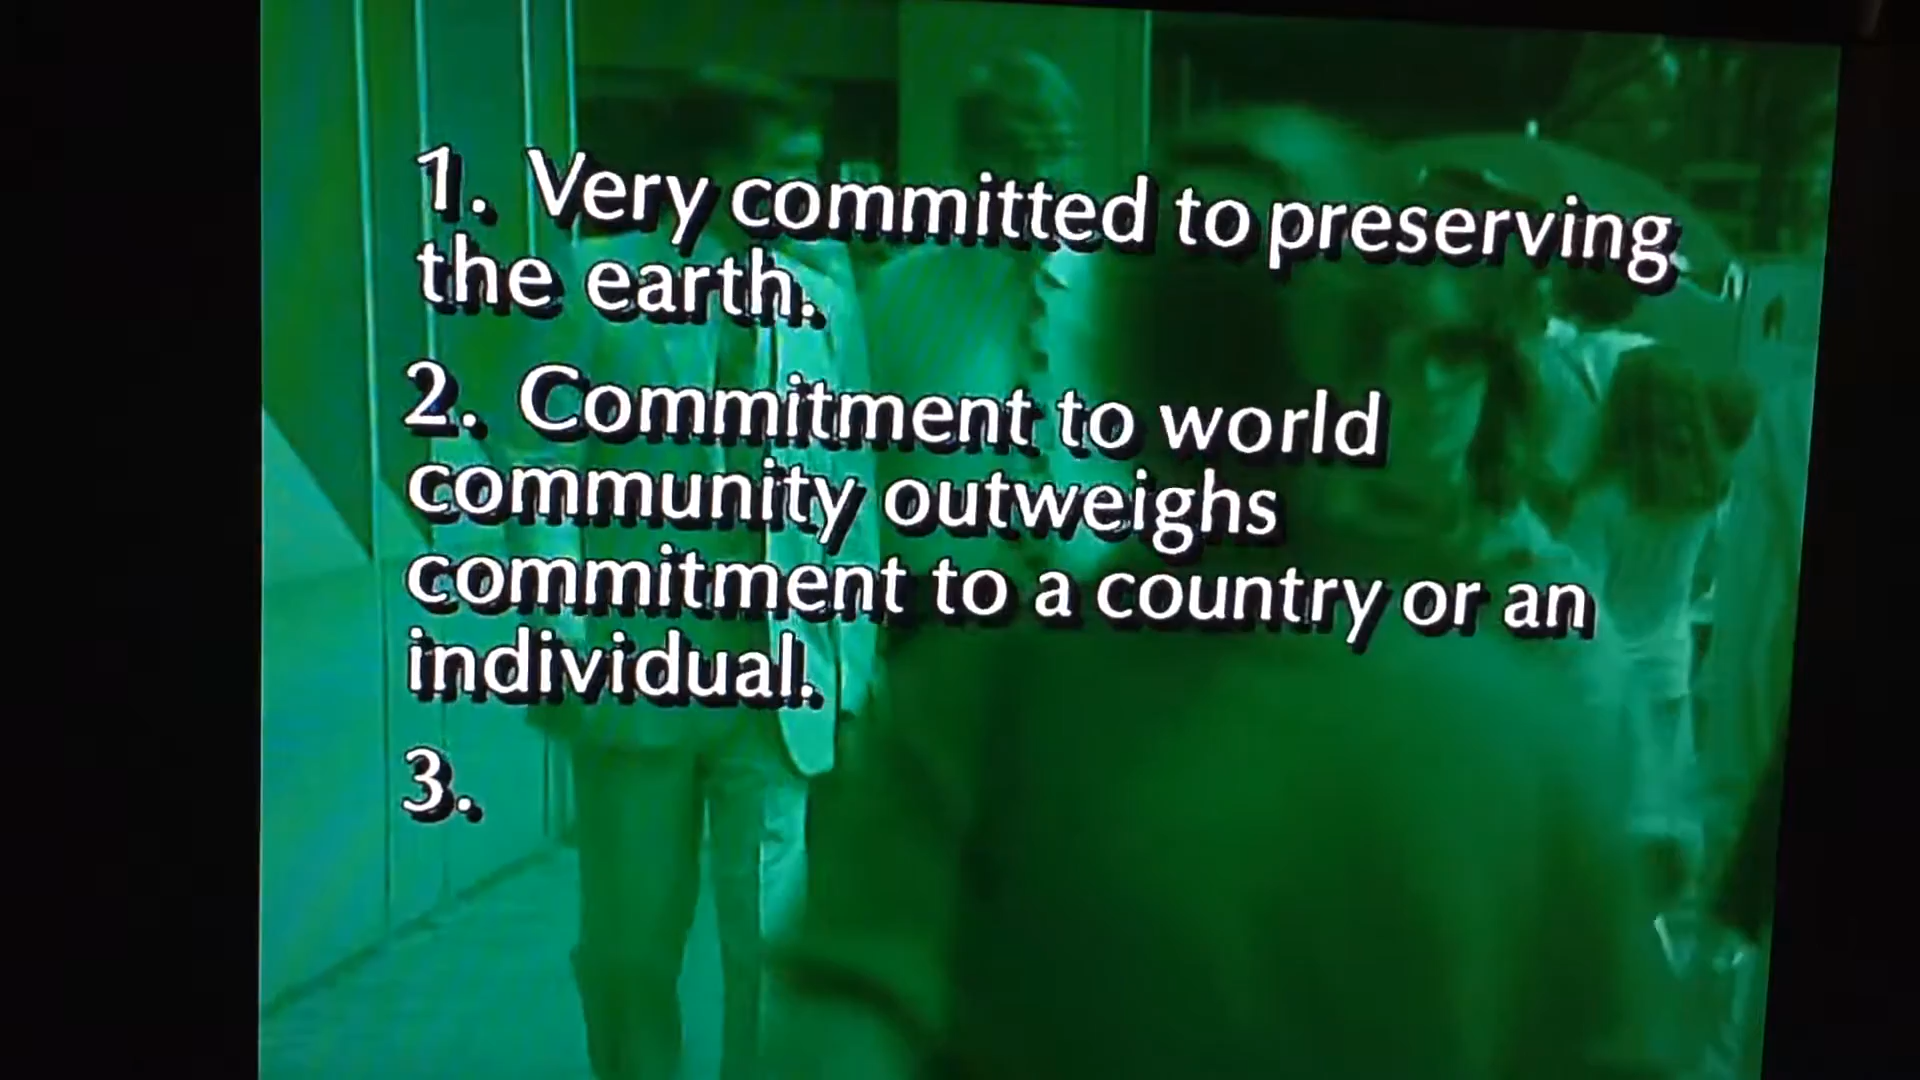 1. Very committed to preserving
the earth.
2. Commitment to world
community outweighs
commitment to a country or an
individual.
3.